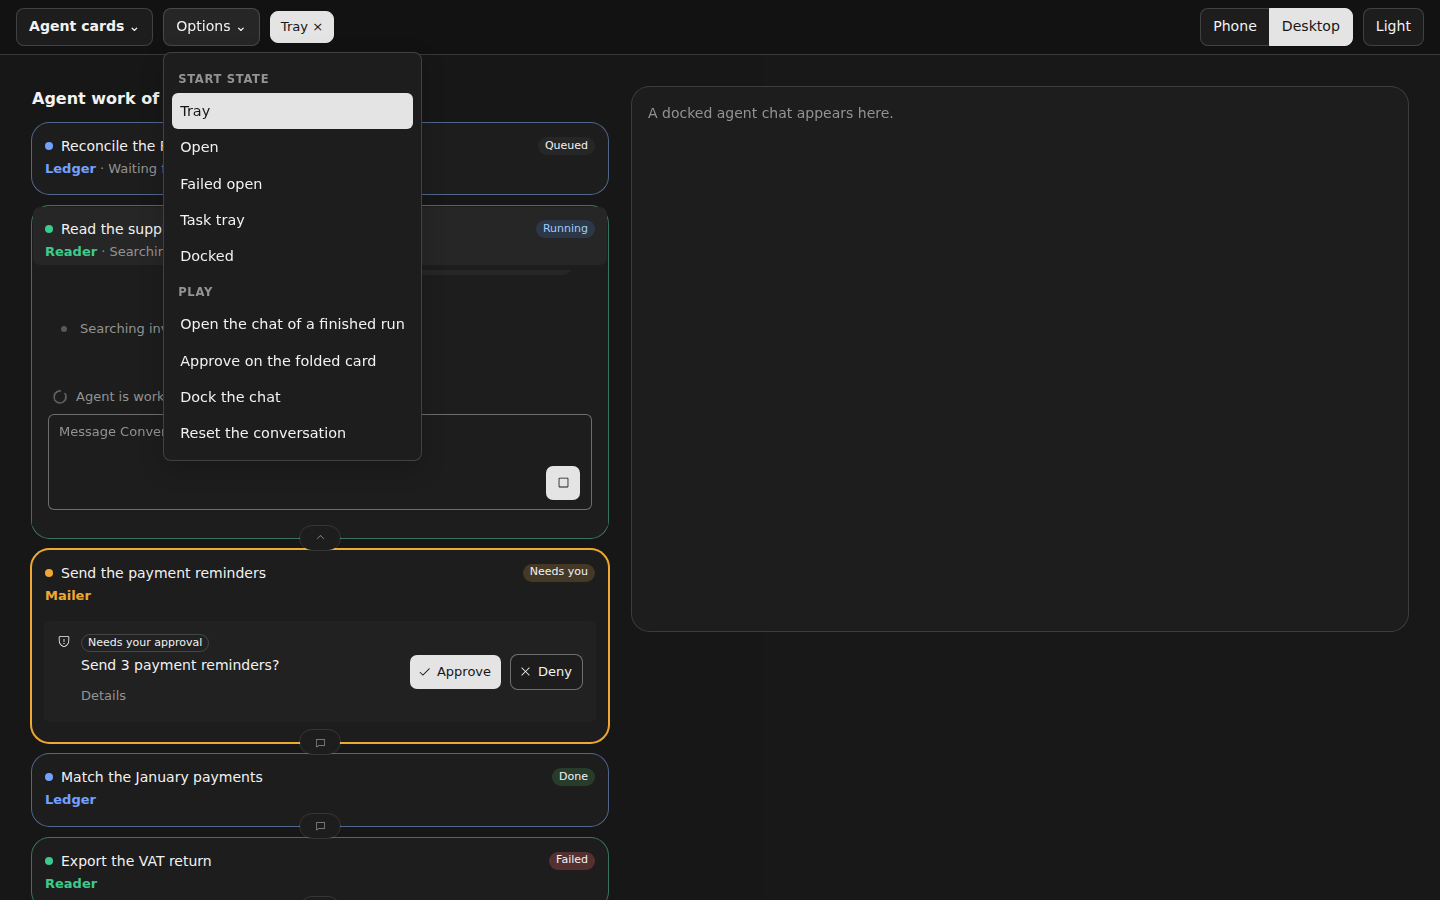 Agent cards
Options
Tray ×
Phone
Desktop
Light
START STATE
Tray
Open
Failed open
Task tray
Docked
PLAY
Open the chat of a finished run
Approve on the folded card
Dock the chat
Reset the conversation
Agent work of
Reconcile the
Queued
Ledger · Waiting
Read the supp
Running
Reader · Searchin
Searching inv
Agent is work
Message Conver
Send the payment reminders
Needs you
Mailer
Needs your approval
Send 3 payment reminders?
Details
Approve
Deny
Match the January payments
Done
Ledger
Export the VAT return
Failed
Reader
A docked agent chat appears here.